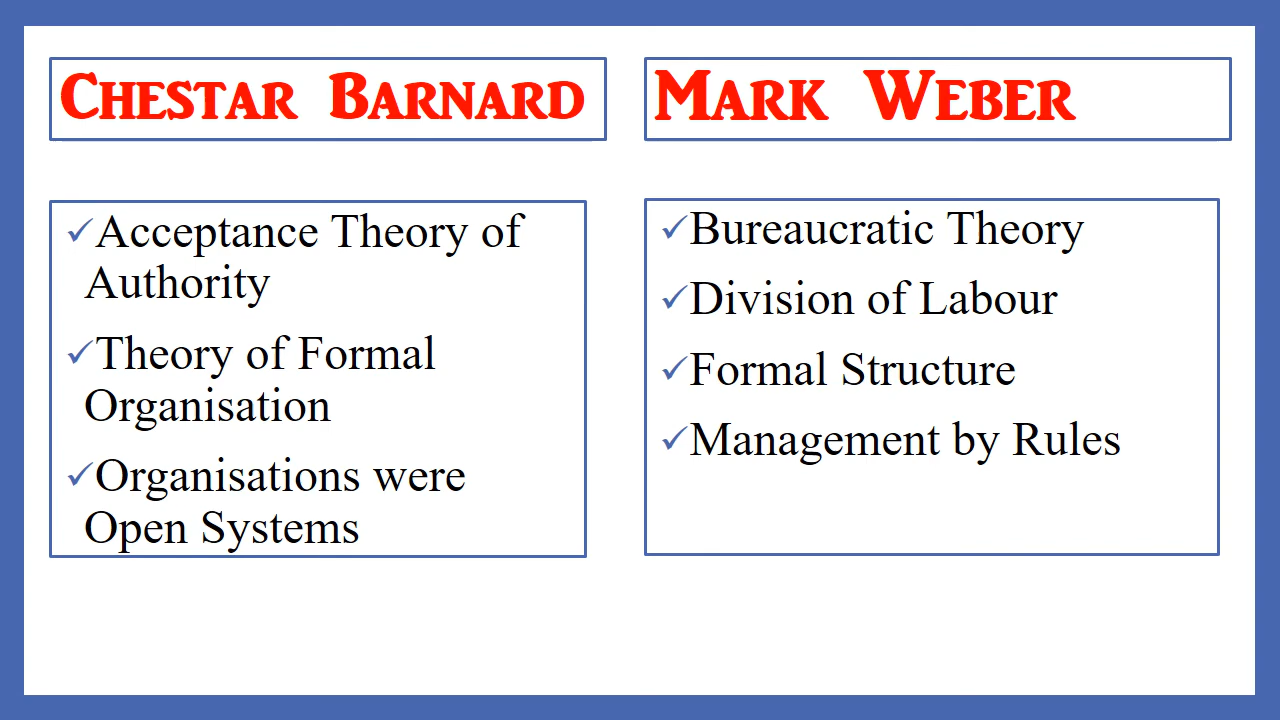 Chestar Barnard
✓Acceptance Theory of
Authority
✓Theory of Formal
Organisation
✓Organisations were
Open Systems
Mark Weber
✓Bureaucratic Theory
✓Division of Labour
✓Formal Structure
✓Management by Rules